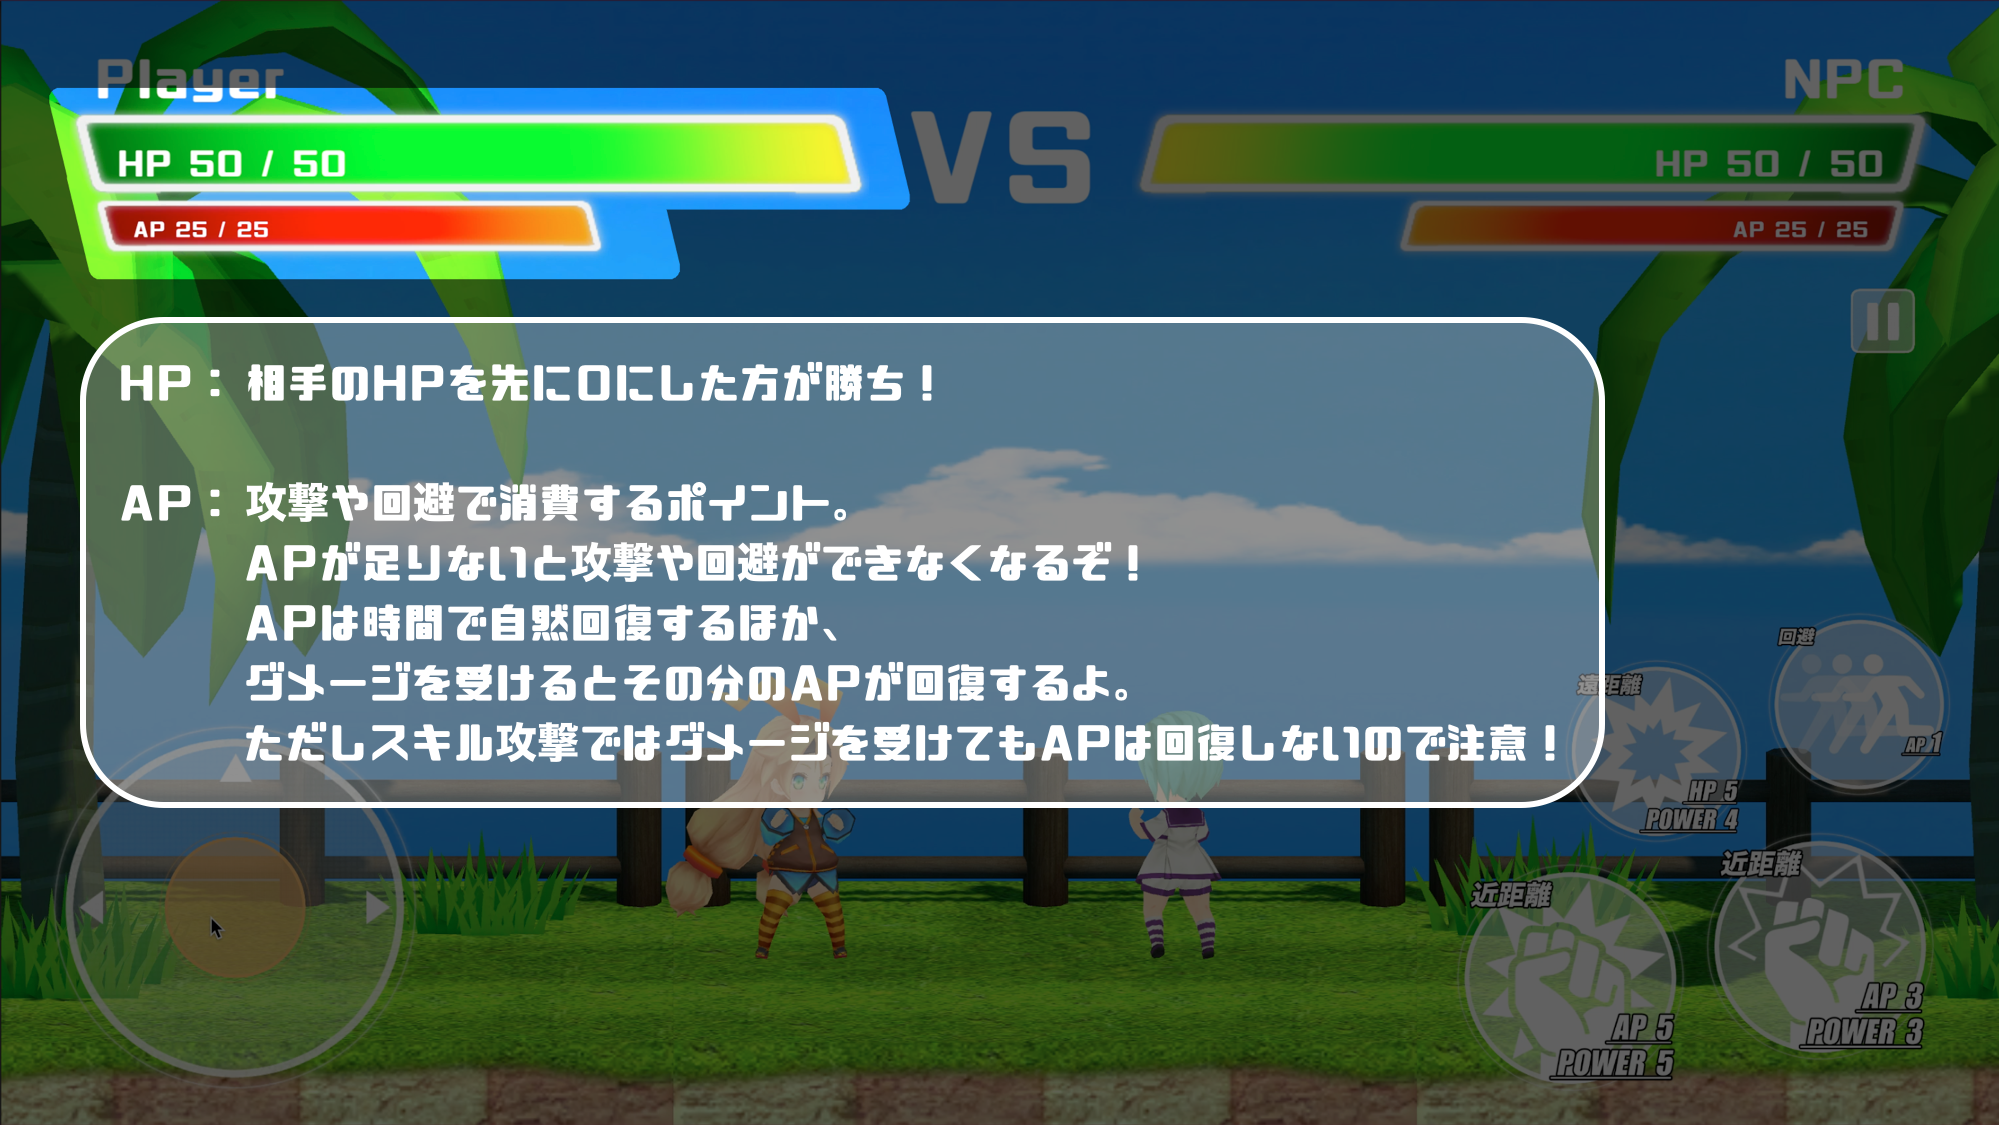 Player
NPC
VS
HP 50 / 50
HP 50 / 50
AP 25 / 25
AP 25 / 25
HP：相手のHPを先に0にした方が勝ち！
AP：攻撃や回避で消費するポイント。
APが足りないと攻撃や回避ができなくなるぞ！
APは時間で自然回復するほか、
ダメージを受けるとその分のAPが回復するよ。
ただしスキル攻撃ではダメージを受けてもAPは回復しないので注意！
回避
AP 1
遠距離
HP 5
POWER 4
近距離
AP 3
POWER 3
近距離
AP 5
POWER 5